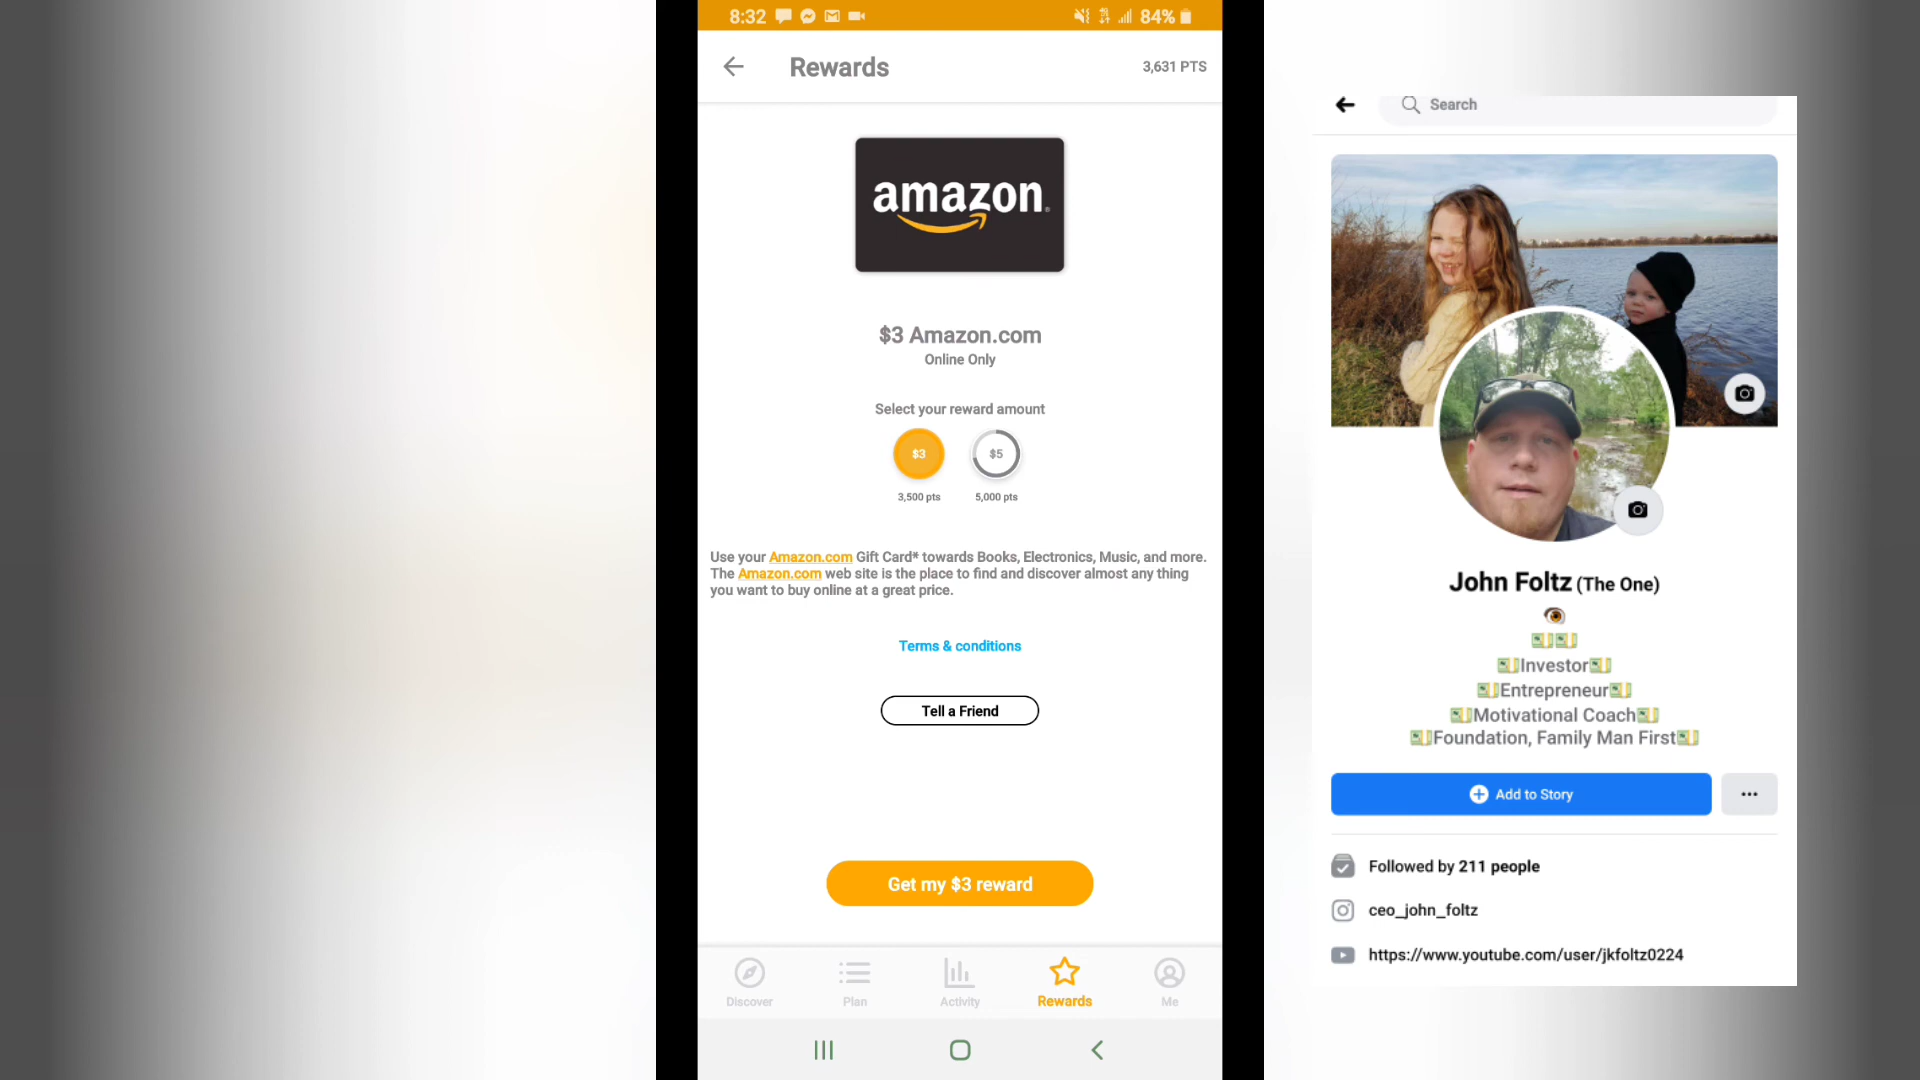 8:32
84%
Rewards
3,631 PTS
amazon
$3 Amazon.com
Online Only
Select your reward amount
$3
$5
3,500 pts
5,000 pts
Use your Amazon.com Gift Card* towards Books, Electronics, Music, and more.
The Amazon.com web site is the place to find and discover almost any thing
you want to buy online at a great price.
Terms & conditions
Tell a Friend
Get my $3 reward
Discover
Plan
Activity
Rewards
Me
Search
John Foltz (The One)
Investor
Entrepreneur
Motivational Coach
Foundation, Family Man First
Add to Story
Followed by 211 people
ceo_john_foltz
https://www.youtube.com/user/jkfoltz0224